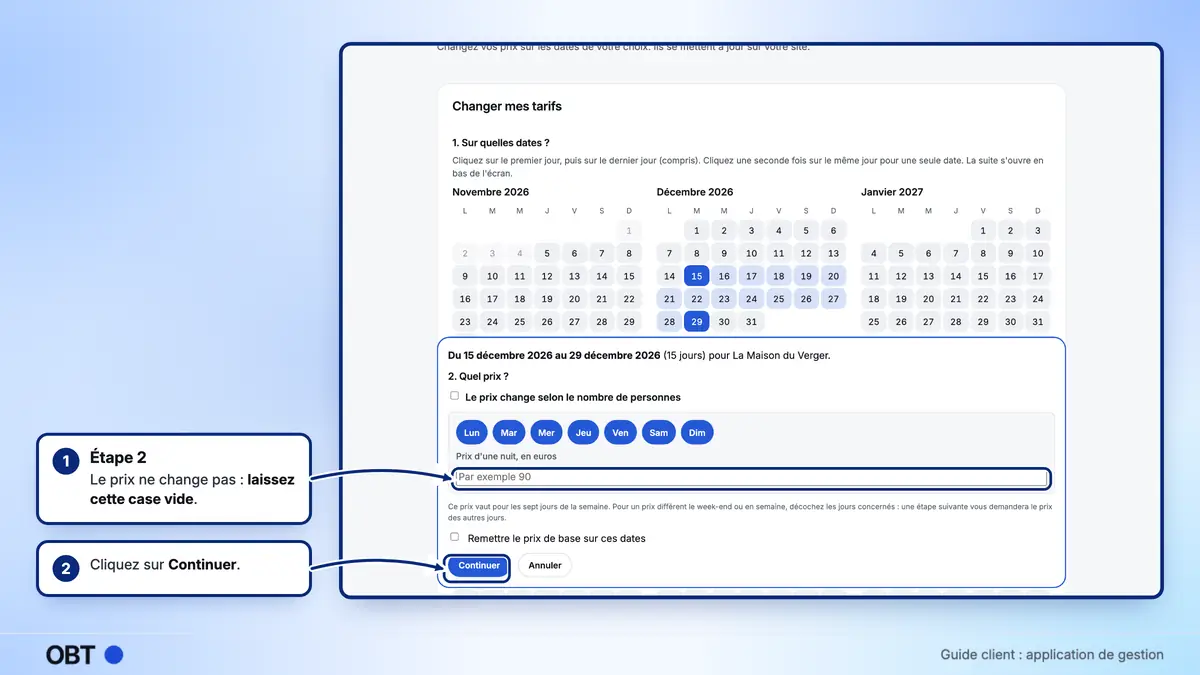 Changez vos prix sur les dates de votre choix. Ils se mettent à jour sur votre site.
Changer mes tarifs
1. Sur quelles dates ?
Cliquez sur le premier jour, puis sur le dernier jour (compris). Cliquez une seconde fois sur le même jour pour une seule date. La suite s'ouvre en
bas de l'écran.
Novembre 2026
L M M J V S D
1
2 3 4 5 6 7 8
9 10 11 12 13 14 15
16 17 18 19 20 21 22
23 24 25 26 27 28 29
Décembre 2026
L M M J V S D
1 2 3 4 5 6
7 8 9 10 11 12 13
14 15 16 17 18 19 20
21 22 23 24 25 26 27
28 29 30 31
Janvier 2027
L M M J V S D
1 2 3
4 5 6 7 8 9 10
11 12 13 14 15 16 17
18 19 20 21 22 23 24
25 26 27 28 29 30 31
Du 15 décembre 2026 au 29 décembre 2026 (15 jours) pour La Maison du Verger.
2. Quel prix ?
Le prix change selon le nombre de personnes
Lun Mar Mer Jeu Ven Sam Dim
Prix d'une nuit, en euros
Par exemple 90
Ce prix vaut pour les sept jours de la semaine. Pour un prix différent le week-end ou en semaine, décochez les jours concernés : une étape suivante vous demandera le prix
des autres jours.
Remettre le prix de base sur ces dates
Continuer Annuler
1 Étape 2
Le prix ne change pas : laissez
cette case vide.
2 Cliquez sur Continuer.
OBT
Guide client : application de gestion